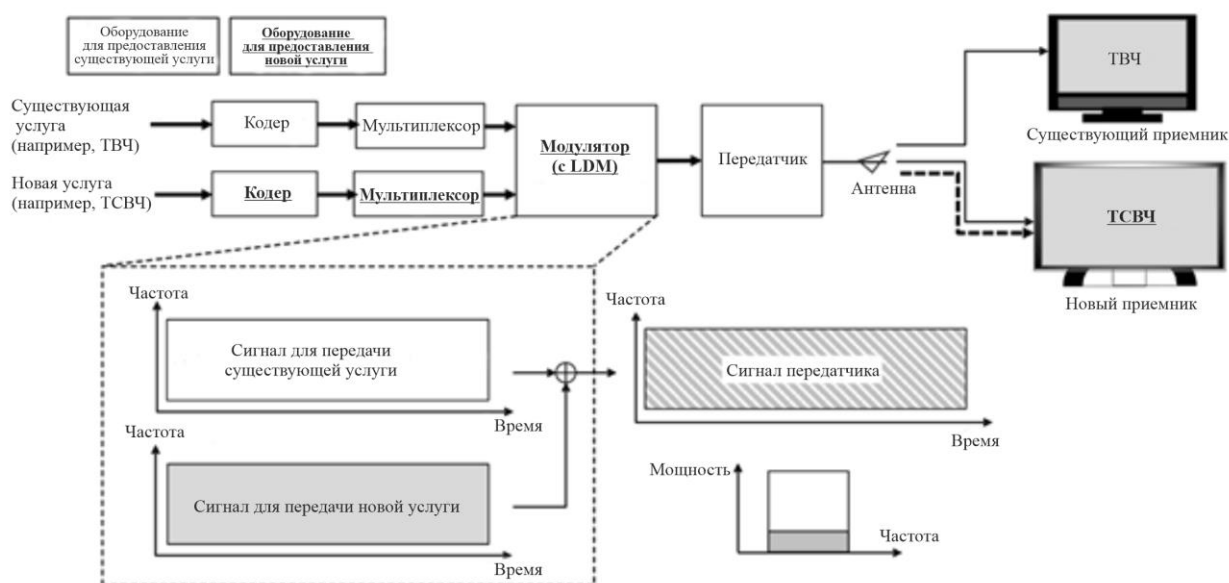 Оборудование
для предоставления
существующей услуги
Оборудование
для предоставления
новой услуги
Существующая
услуга
(например, ТВЧ)
Кодер
Мультиплексор
Новая услуга
(например, ТСВЧ)
Кодер
Мультиплексор
Модулятор
(с LDM)
Передатчик
Антенна
ТВЧ
Существующий приемник
ТСВЧ
Новый приемник
Частота
Сигнал для передачи
существующей услуги
Время
Частота
Сигнал для передачи новой услуги
Время
Частота
Сигнал передатчика
Время
Мощность
Частота